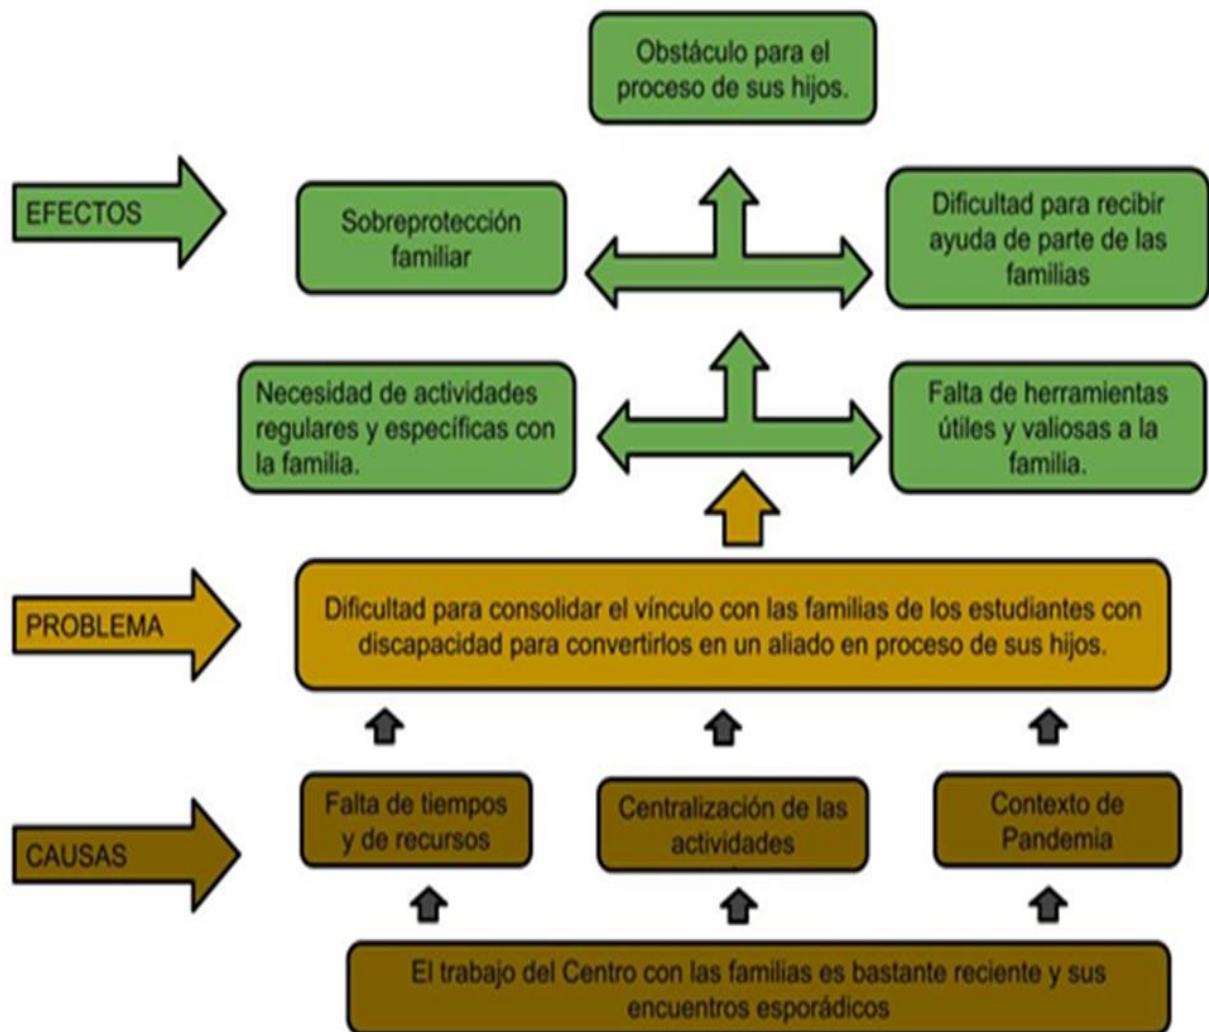 Obstáculo para el
proceso de sus hijos.
EFECTOS
Sobreprotección
familiar
Dificultad para recibir
ayuda de parte de las
familias
Necesidad de actividades
regulares y específicas con
la familia.
Falta de herramientas
útiles y valiosas a la
familia.
PROBLEMA
Dificultad para consolidar el vínculo con las familias de los estudiantes con
discapacidad para convertirlos en un aliado en proceso de sus hijos.
CAUSAS
Falta de tiempos
y de recursos
Centralización de las
actividades
Contexto de
Pandemia
El trabajo del Centro con las familias es bastante reciente y sus
encuentros esporádicos